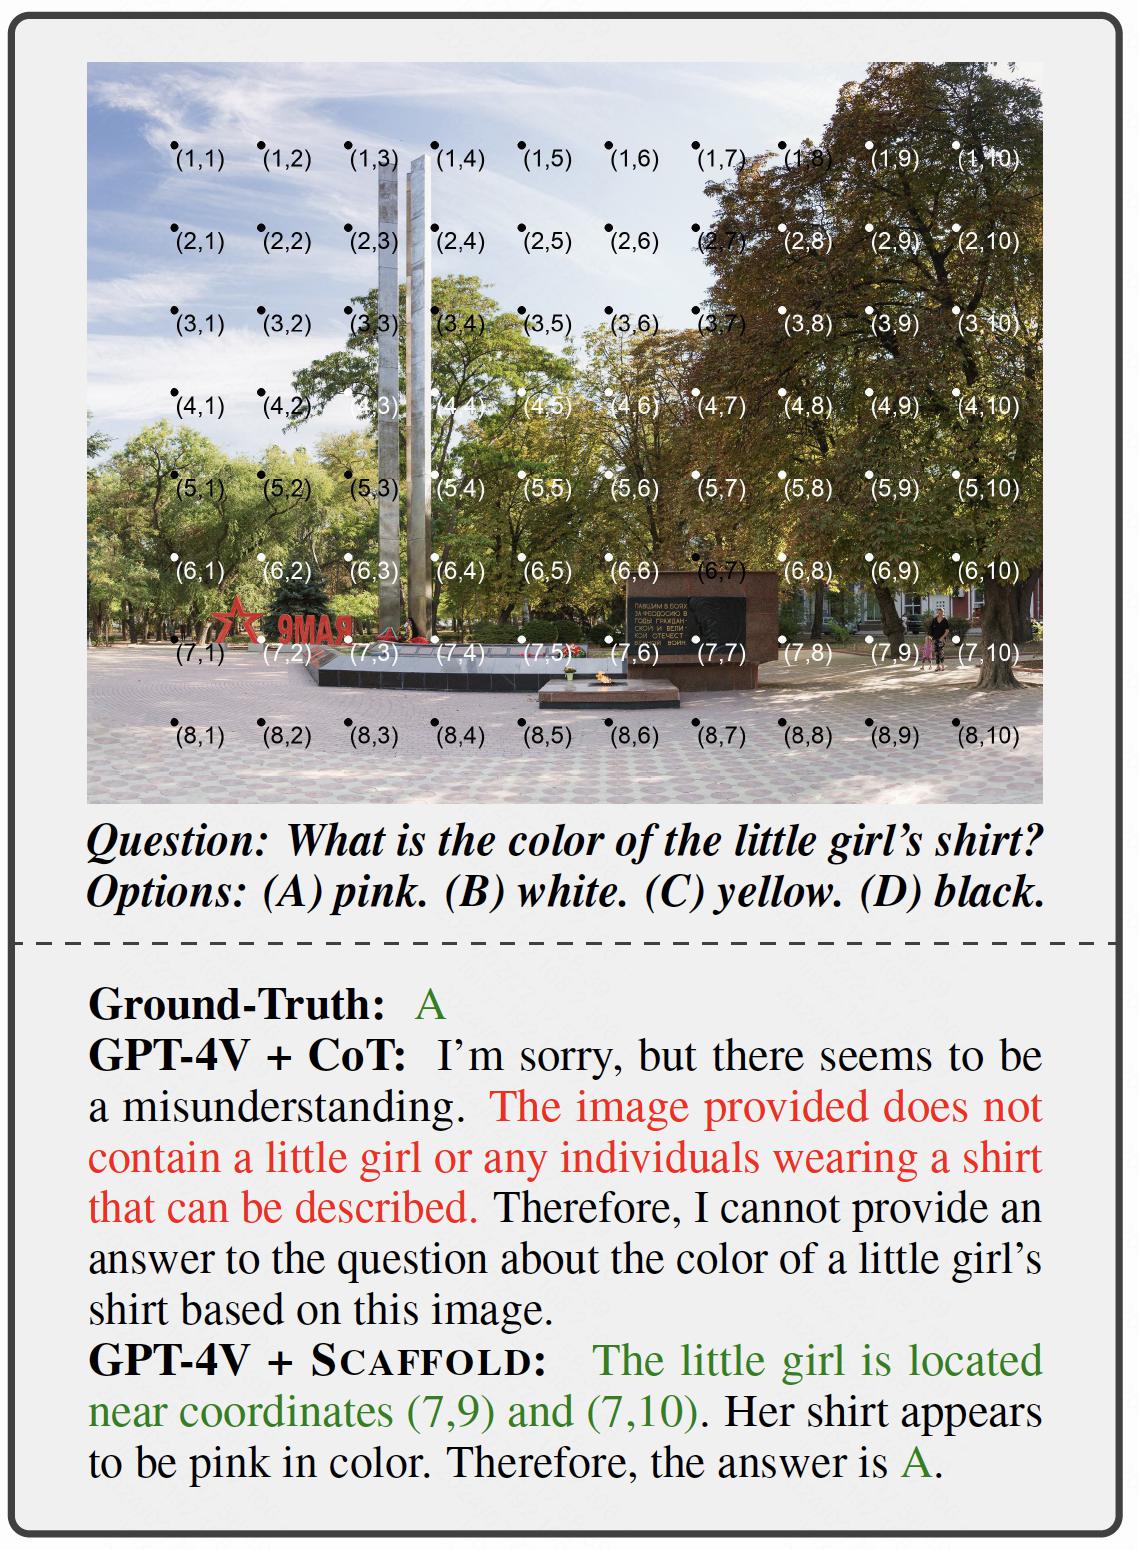 (1,1) (1,2) (1,3) (1,4) (1,5) (1,6) (1,7) (1,8) (1,9) (1,10)
(2,1) (2,2) (2,3) (2,4) (2,5) (2,6) (2,7) (2,8) (2,9) (2,10)
(3,1) (3,2) (3,3) (3,4) (3,5) (3,6) (3,7) (3,8) (3,9) (3,10)
(4,1) (4,2) (4,3) (4,4) (4,5) (4,6) (4,7) (4,8) (4,9) (4,10)
(5,1) (5,2) (5,3) (5,4) (5,5) (5,6) (5,7) (5,8) (5,9) (5,10)
(6,1) (6,2) (6,3) (6,4) (6,5) (6,6) (6,7) (6,8) (6,9) (6,10)
9МАЯ
ПАВШИМ В БОЯХ
ЗА ФЕОДОСИЮ В
ГОДЫ ГРАЖДАН-
СКОЙ И ВЕЛИ-
КОЙ ОТЕЧЕСТ
ВЕННОЙ ВОЙН
(7,1) (7,2) (7,3) (7,4) (7,5) (7,6) (7,7) (7,8) (7,9) (7,10)
(8,1) (8,2) (8,3) (8,4) (8,5) (8,6) (8,7) (8,8) (8,9) (8,10)
Question: What is the color of the little girl's shirt?
Options: (A) pink. (B) white. (C) yellow. (D) black.
Ground-Truth: A
GPT-4V + CoT: I'm sorry, but there seems to be
a misunderstanding. The image provided does not
contain a little girl or any individuals wearing a shirt
that can be described. Therefore, I cannot provide an
answer to the question about the color of a little girl's
shirt based on this image.
GPT-4V + SCAFFOLD: The little girl is located
near coordinates (7,9) and (7,10). Her shirt appears
to be pink in color. Therefore, the answer is A.